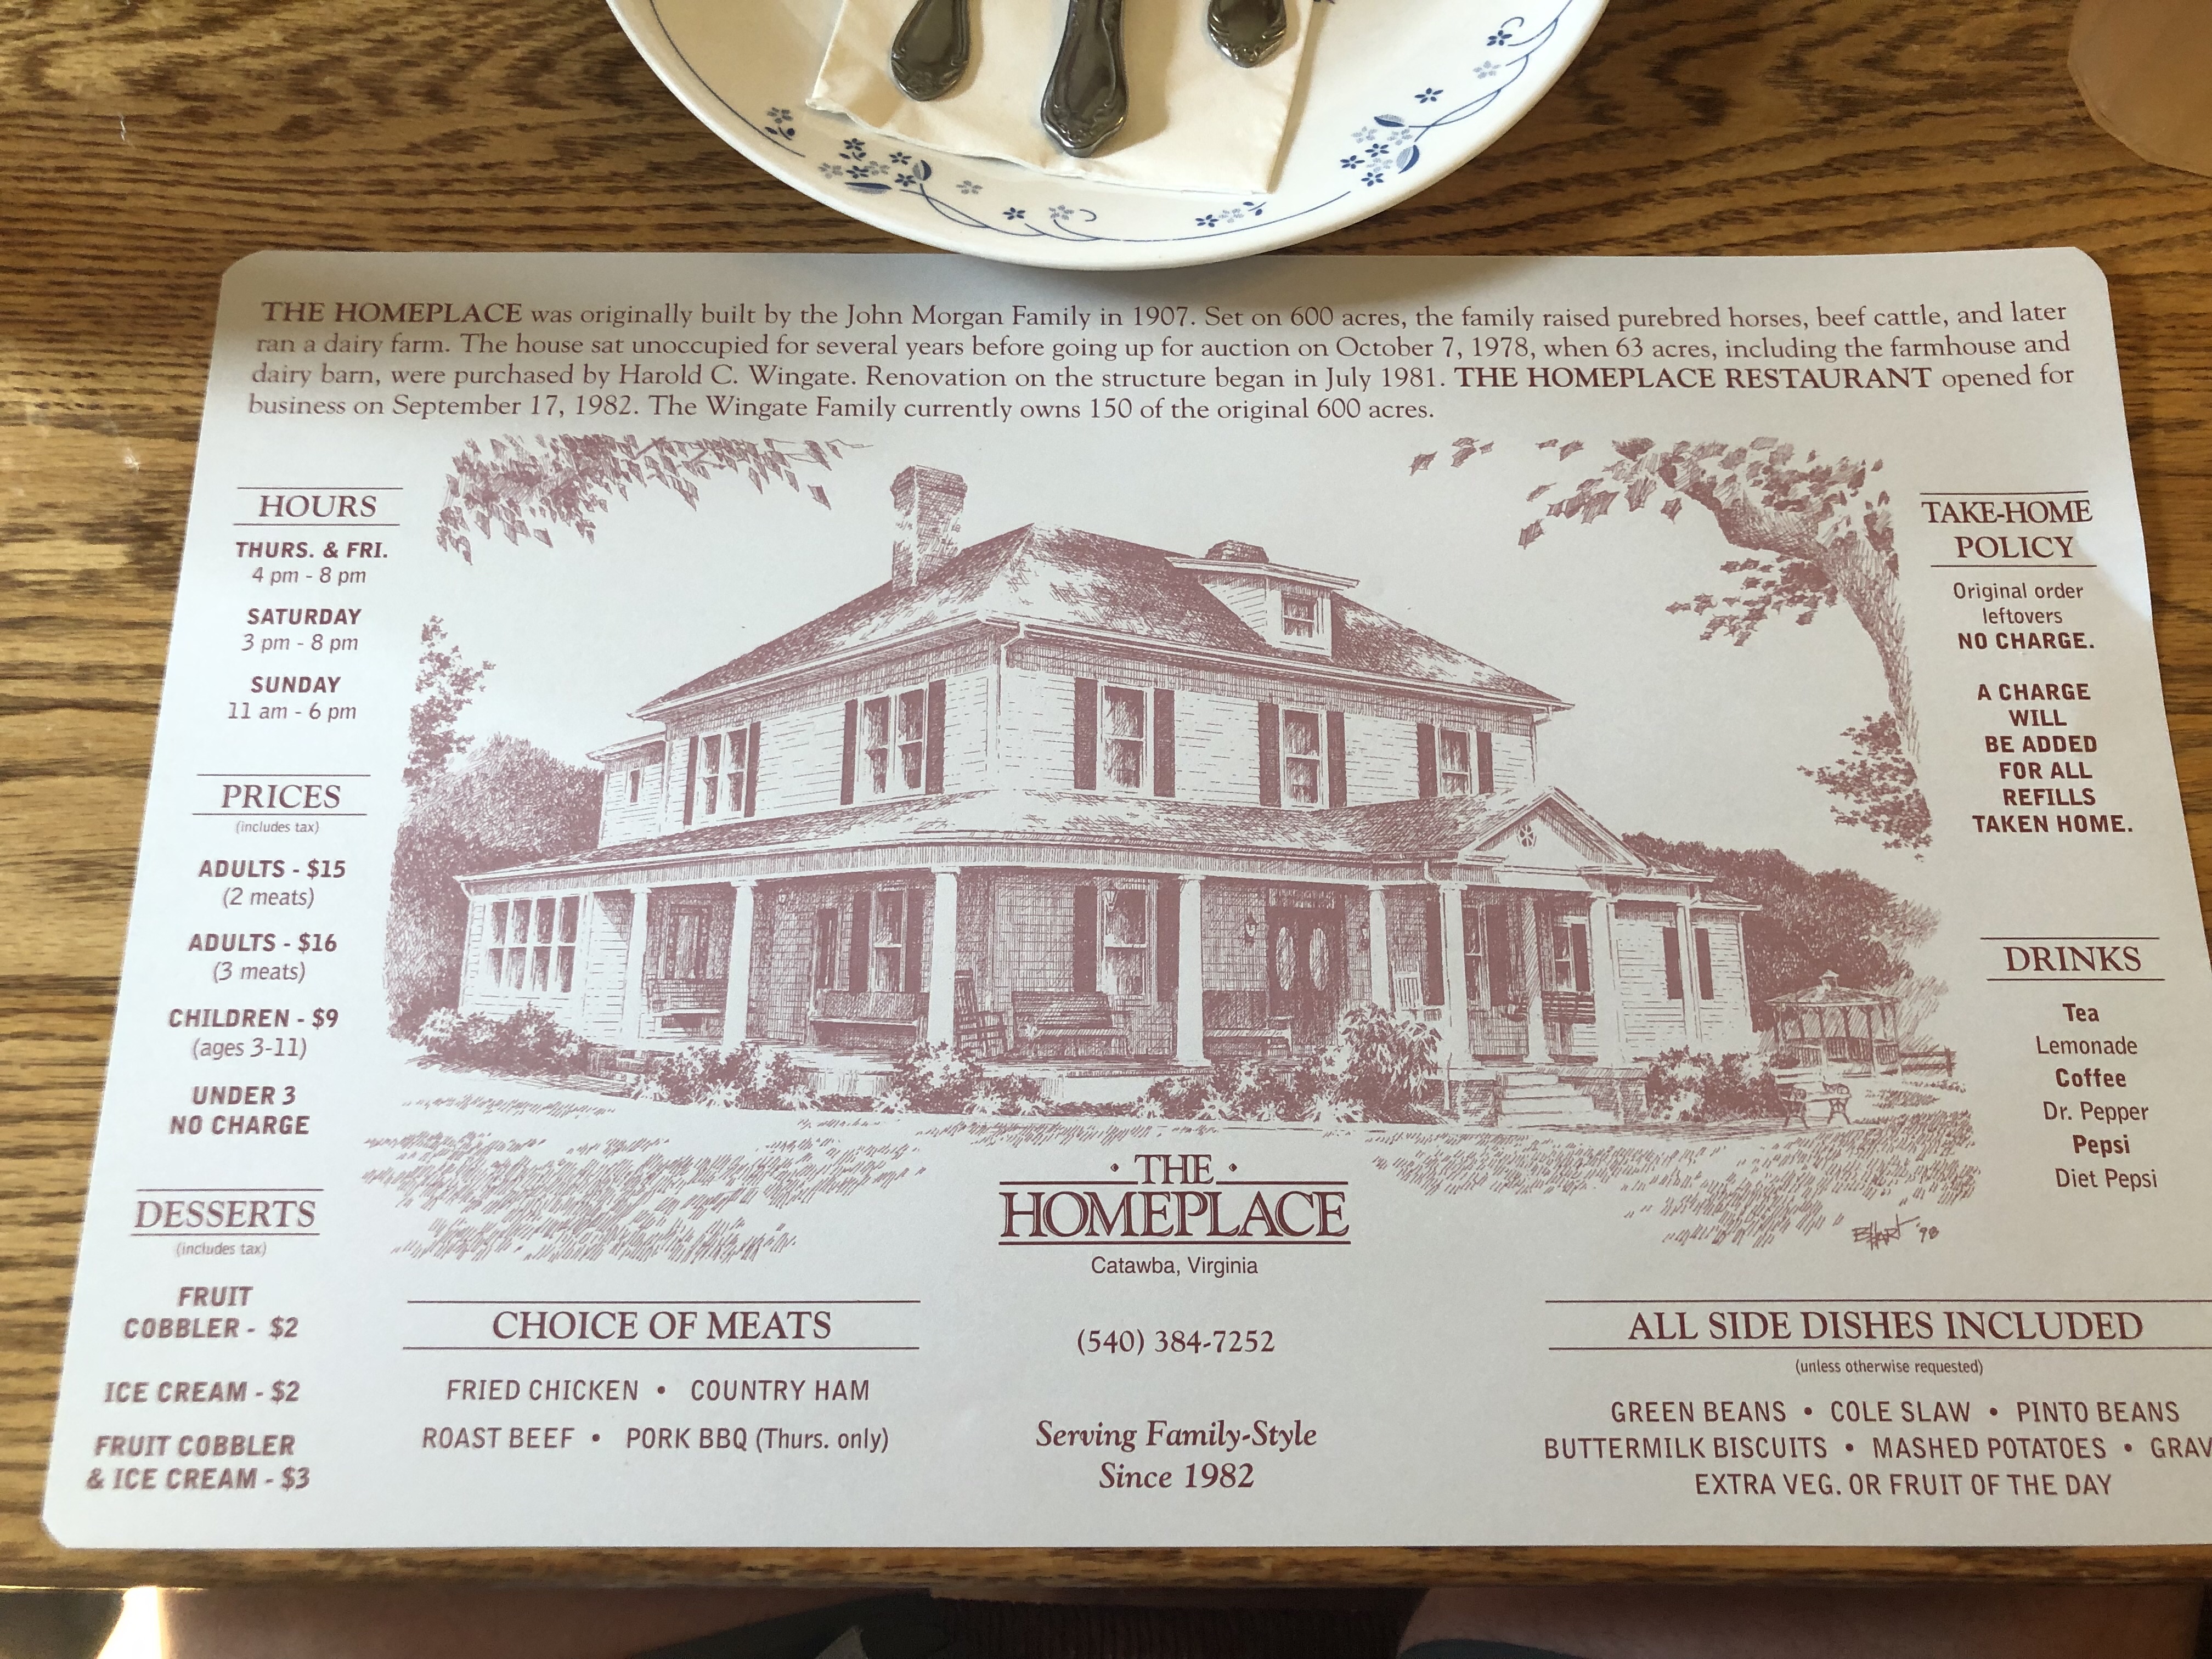 THE HOMEPLACE was originally built by the John Morgan Family in 1907. Set on 600 acres, the family raised purebred horses, beef cattle, and later
ran a dairy farm. The house sat unoccupied for several years before going up for auction on October 7, 1978, when 63 acres, including the farmhouse and
dairy barn, were purchased by Harold C. Wingate. Renovation on the structure began in July 1981. THE HOMEPLACE RESTAURANT opened for
business on September 17, 1982. The Wingate Family currently owns 150 of the original 600 acres.
HOURS
THURS. & FRI.
4 pm - 8 pm
SATURDAY
3 pm - 8 pm
SUNDAY
11 am - 6 pm
PRICES
(includes tax)
ADULTS - $15
(2 meats)
ADULTS - $16
(3 meats)
CHILDREN - $9
(ages 3-11)
UNDER 3
NO CHARGE
DESSERTS
(includes tax)
FRUIT
COBBLER - $2
ICE CREAM - $2
FRUIT COBBLER
& ICE CREAM - $3
TAKE-HOME
POLICY
Original order
leftovers
NO CHARGE.
A CHARGE
WILL
BE ADDED
FOR ALL
REFILLS
TAKEN HOME.
DRINKS
Tea
Lemonade
Coffee
Dr. Pepper
Pepsi
Diet Pepsi
'98
• THE •
HOMEPLACE
Catawba, Virginia
(540) 384-7252
Serving Family-Style
Since 1982
CHOICE OF MEATS
FRIED CHICKEN • COUNTRY HAM
ROAST BEEF • PORK BBQ (Thurs. only)
ALL SIDE DISHES INCLUDED
(unless otherwise requested)
GREEN BEANS • COLE SLAW • PINTO BEANS
BUTTERMILK BISCUITS • MASHED POTATOES • GRAV
EXTRA VEG. OR FRUIT OF THE DAY